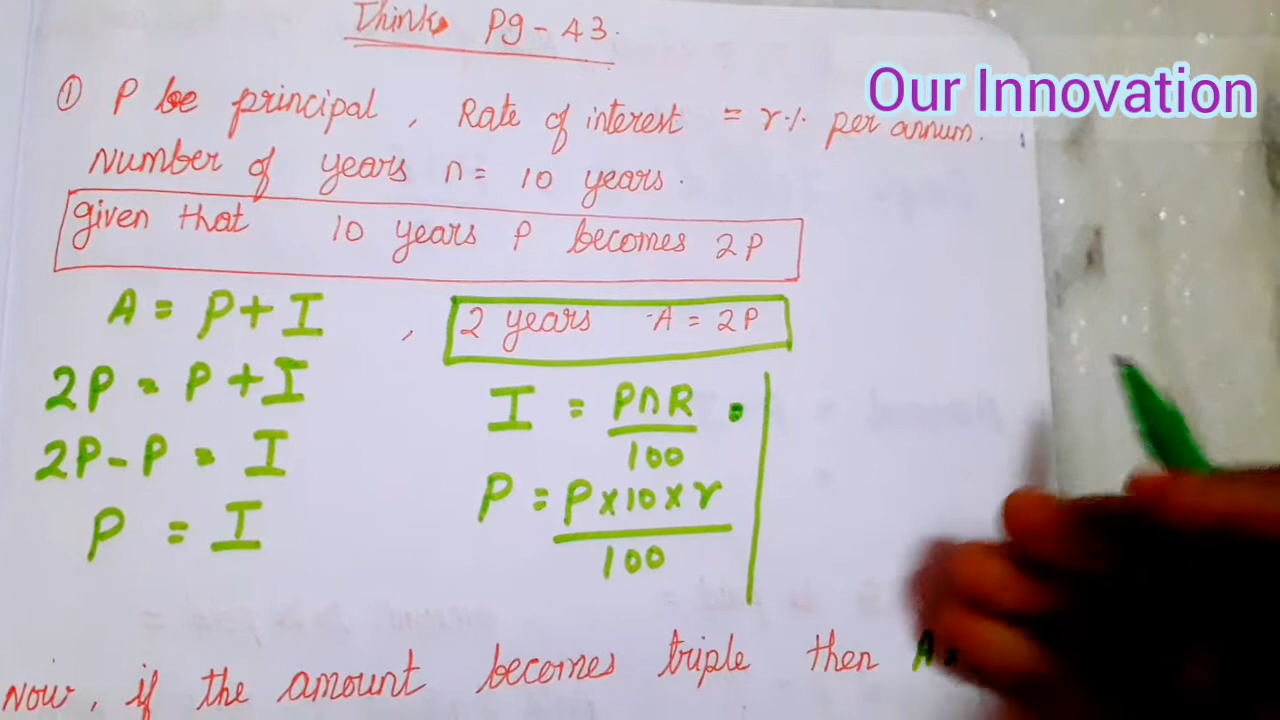 Think Pg - 43.
Our Innovation
① P be principal, Rate of interest = r% per annum.
Number of years n = 10 years.
given that 10 years P becomes 2P
A = P + I , 2 years A = 2P
2P = P + I
2P - P = I
P = I
I = PnR / 100
P = P x 10 x r / 100
Now, if the amount becomes triple then A =